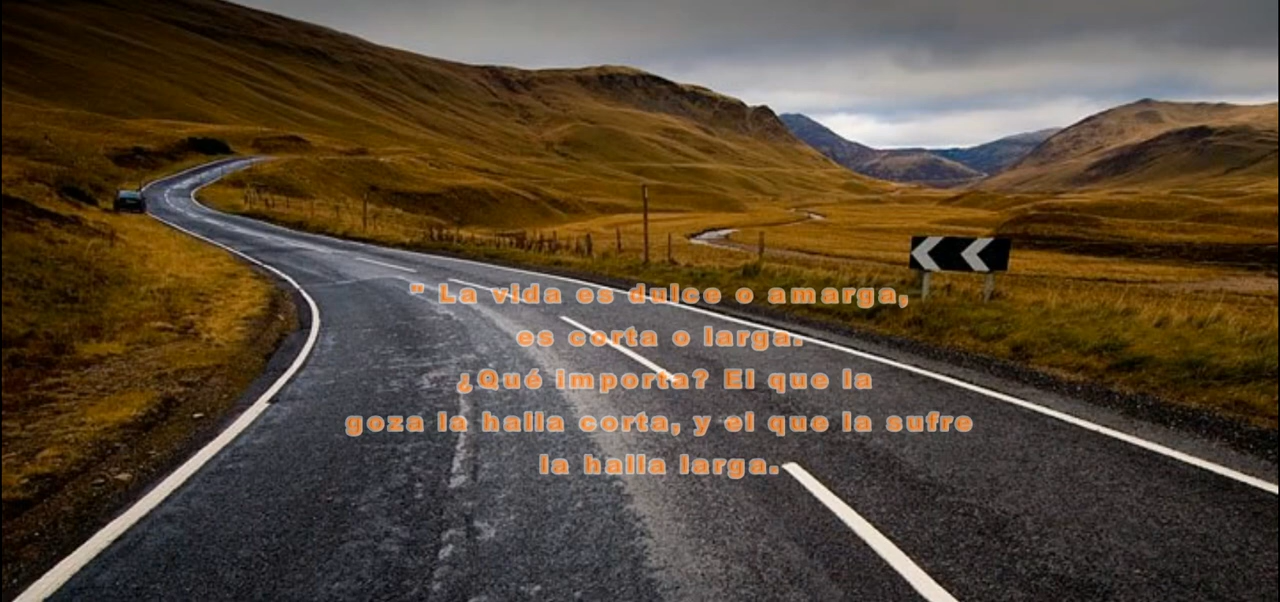 " La vida es dulce o amarga,
es corta o larga.
¿Qué importa? El que la
goza la halla corta, y el que la sufre
la halla larga.